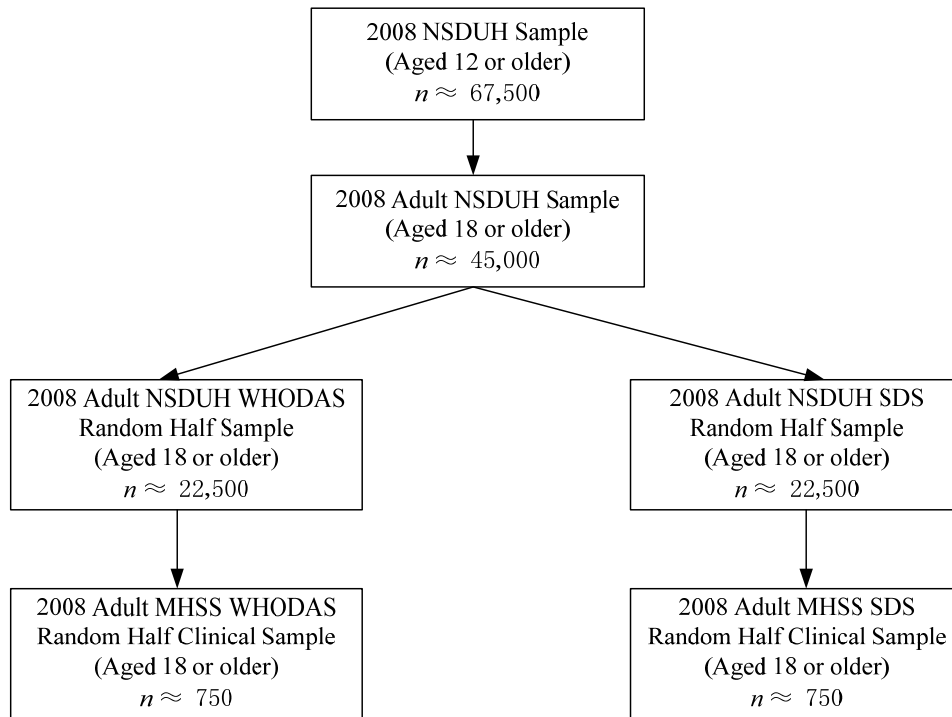 2008 NSDUH Sample
(Aged 12 or older)
n ≈ 67,500
2008 Adult NSDUH Sample
(Aged 18 or older)
n ≈ 45,000
2008 Adult NSDUH WHODAS
Random Half Sample
(Aged 18 or older)
n ≈ 22,500
2008 Adult NSDUH SDS
Random Half Sample
(Aged 18 or older)
n ≈ 22,500
2008 Adult MHSS WHODAS
Random Half Clinical Sample
(Aged 18 or older)
n ≈ 750
2008 Adult MHSS SDS
Random Half Clinical Sample
(Aged 18 or older)
n ≈ 750